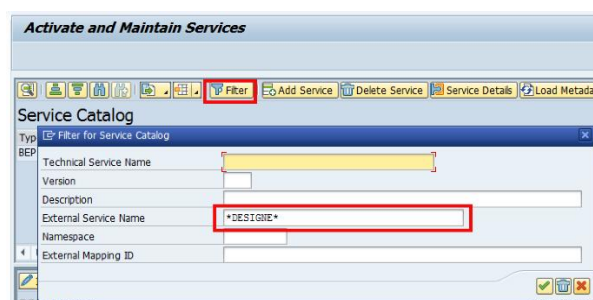 Activate and Maintain Services
Filter Add Service Delete Service Service Details Load Metada
Service Catalog
Typ Filter for Service Catalog
BEP
Technical Service Name
Version
Description
External Service Name *DESIGNE*
Namespace
External Mapping ID